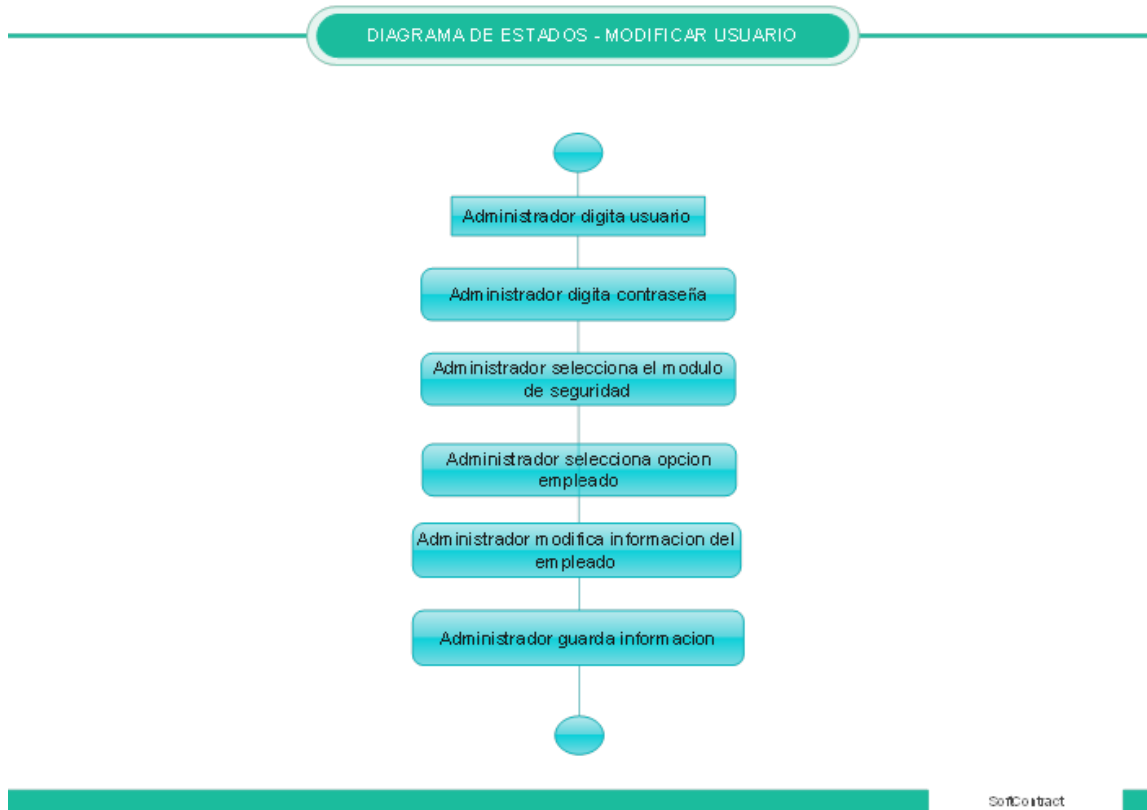 DIAGRAMA DE ESTADOS - MODIFICAR USUARIO
Administrador digita usuario
Administrador digita contraseña
Administrador selecciona el modulo
de seguridad
Administrador selecciona opcion
empleado
Administrador modifica informacion del
empleado
Administrador guarda informacion
SoftContract